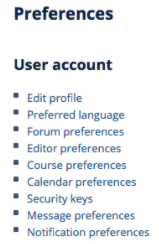 Preferences
User account
Edit profile
Preferred language
Forum preferences
Editor preferences
Course preferences
Calendar preferences
Security keys
Message preferences
Notification preferences